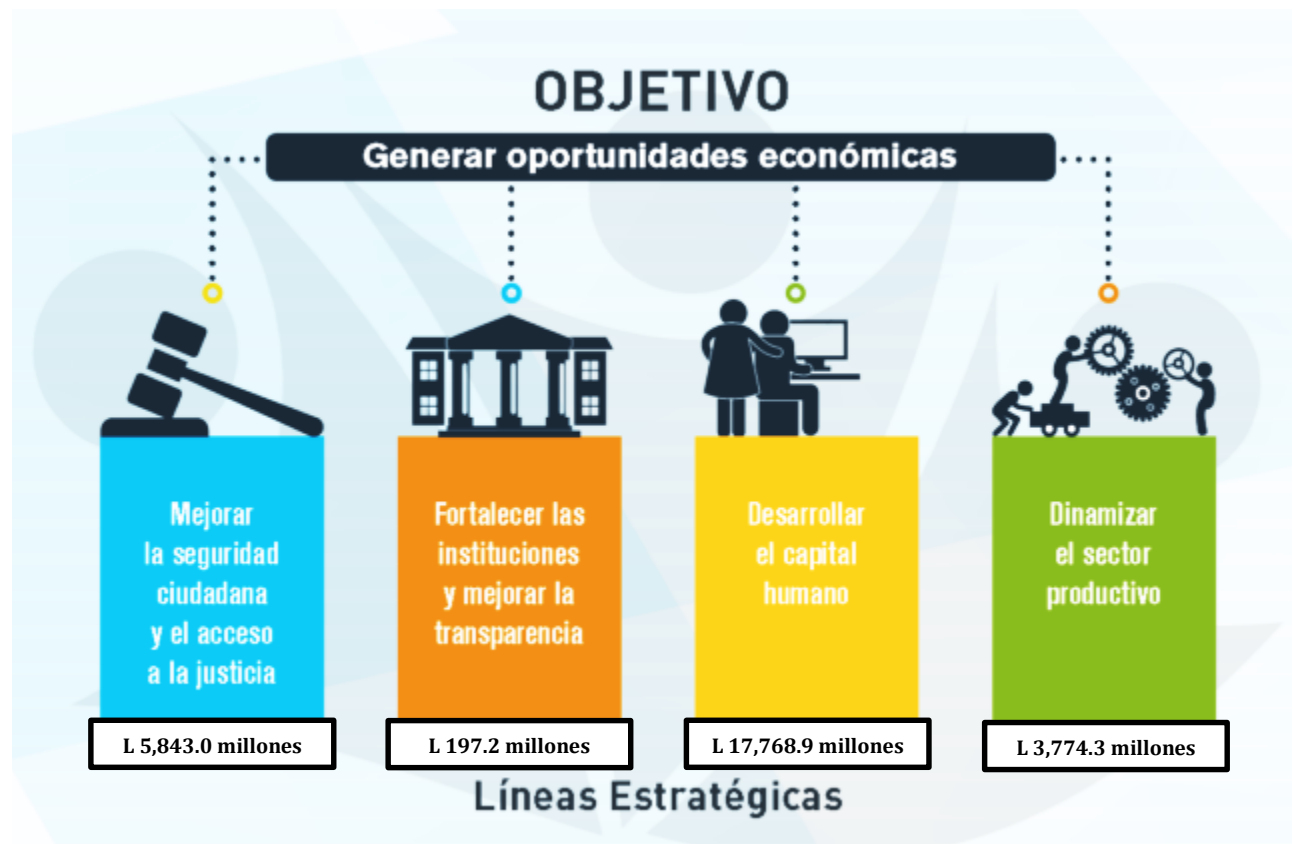 OBJETIVO
Generar oportunidades económicas
Mejorar
la seguridad
ciudadana
y el acceso
a la justicia
L 5,843.0 millones
Fortalecer las
instituciones
y mejorar la
transparencia
L 197.2 millones
Desarrollar
el capital
humano
L 17,768.9 millones
Dinamizar
el sector
productivo
L 3,774.3 millones
Líneas Estratégicas